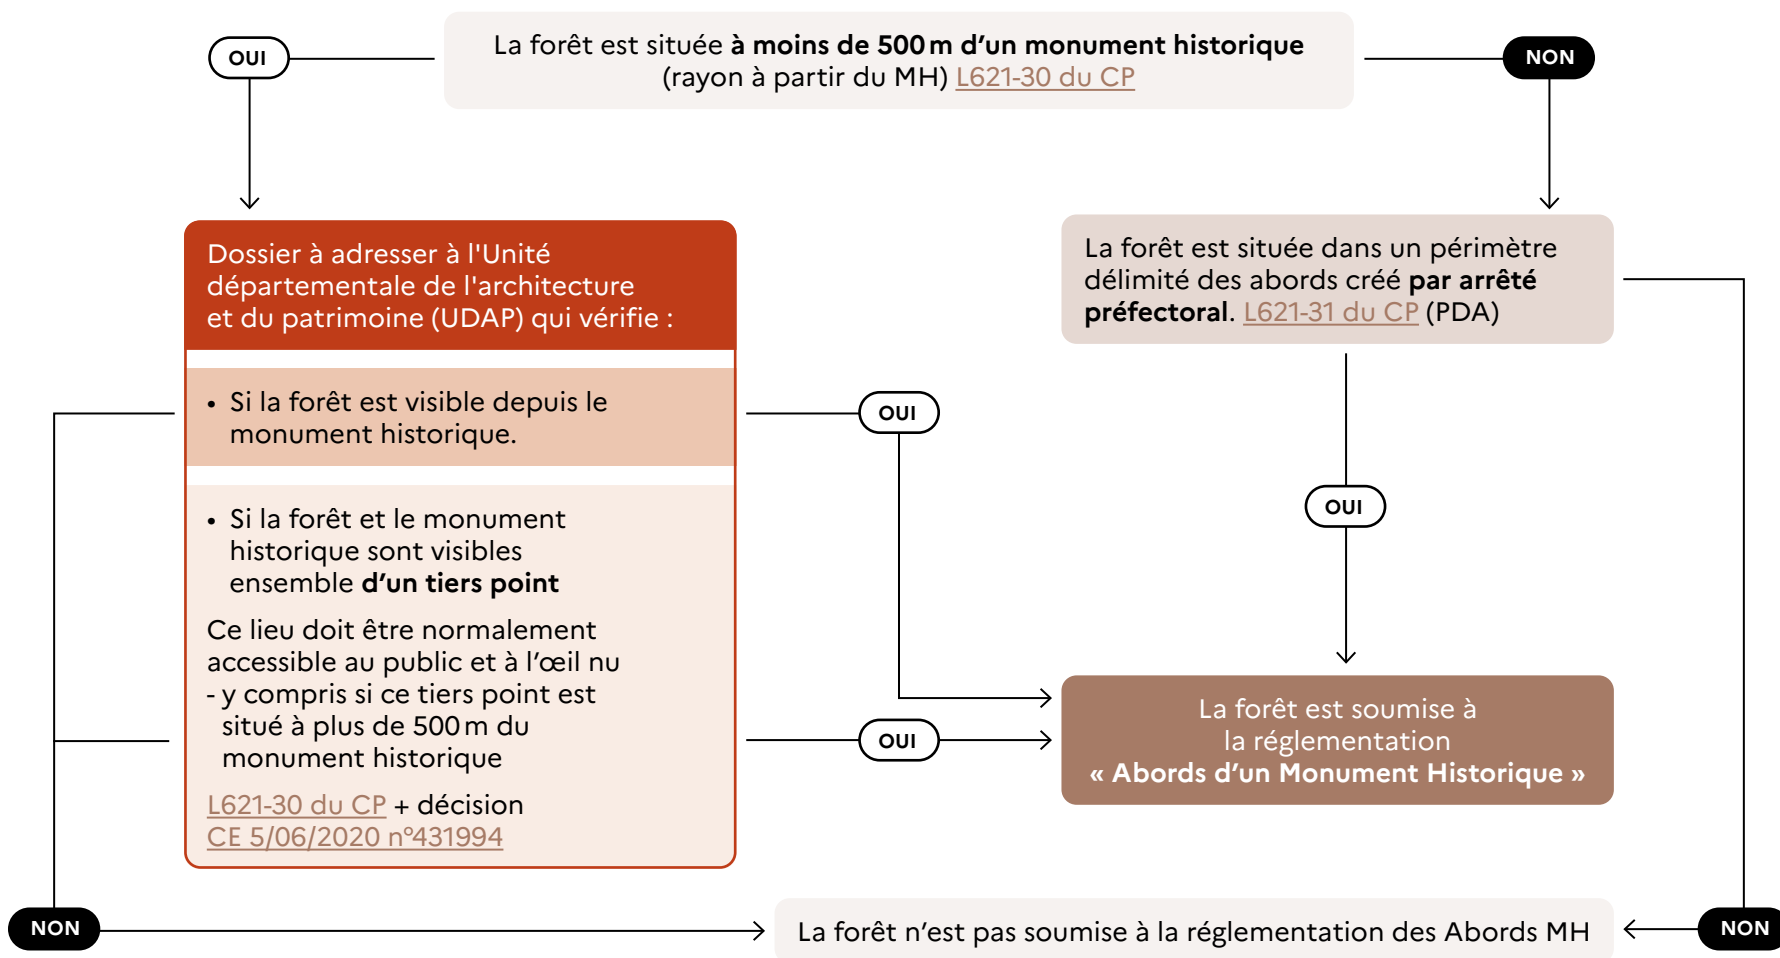 OUI
La forêt est située à moins de 500 m d’un monument historique
(rayon à partir du MH) L621-30 du CP
NON
Dossier à adresser à l'Unité
départementale de l'architecture
et du patrimoine (UDAP) qui vérifie :
• Si la forêt est visible depuis le
monument historique.
• Si la forêt et le monument
historique sont visibles
ensemble d’un tiers point
Ce lieu doit être normalement
accessible au public et à l’œil nu
- y compris si ce tiers point est
situé à plus de 500 m du
monument historique
L621-30 du CP + décision
CE 5/06/2020 n°431994
OUI
OUI
La forêt est située dans un périmètre
délimité des abords créé par arrêté
préfectoral. L621-31 du CP (PDA)
OUI
La forêt est soumise à
la réglementation
« Abords d’un Monument Historique »
NON
La forêt n’est pas soumise à la réglementation des Abords MH
NON